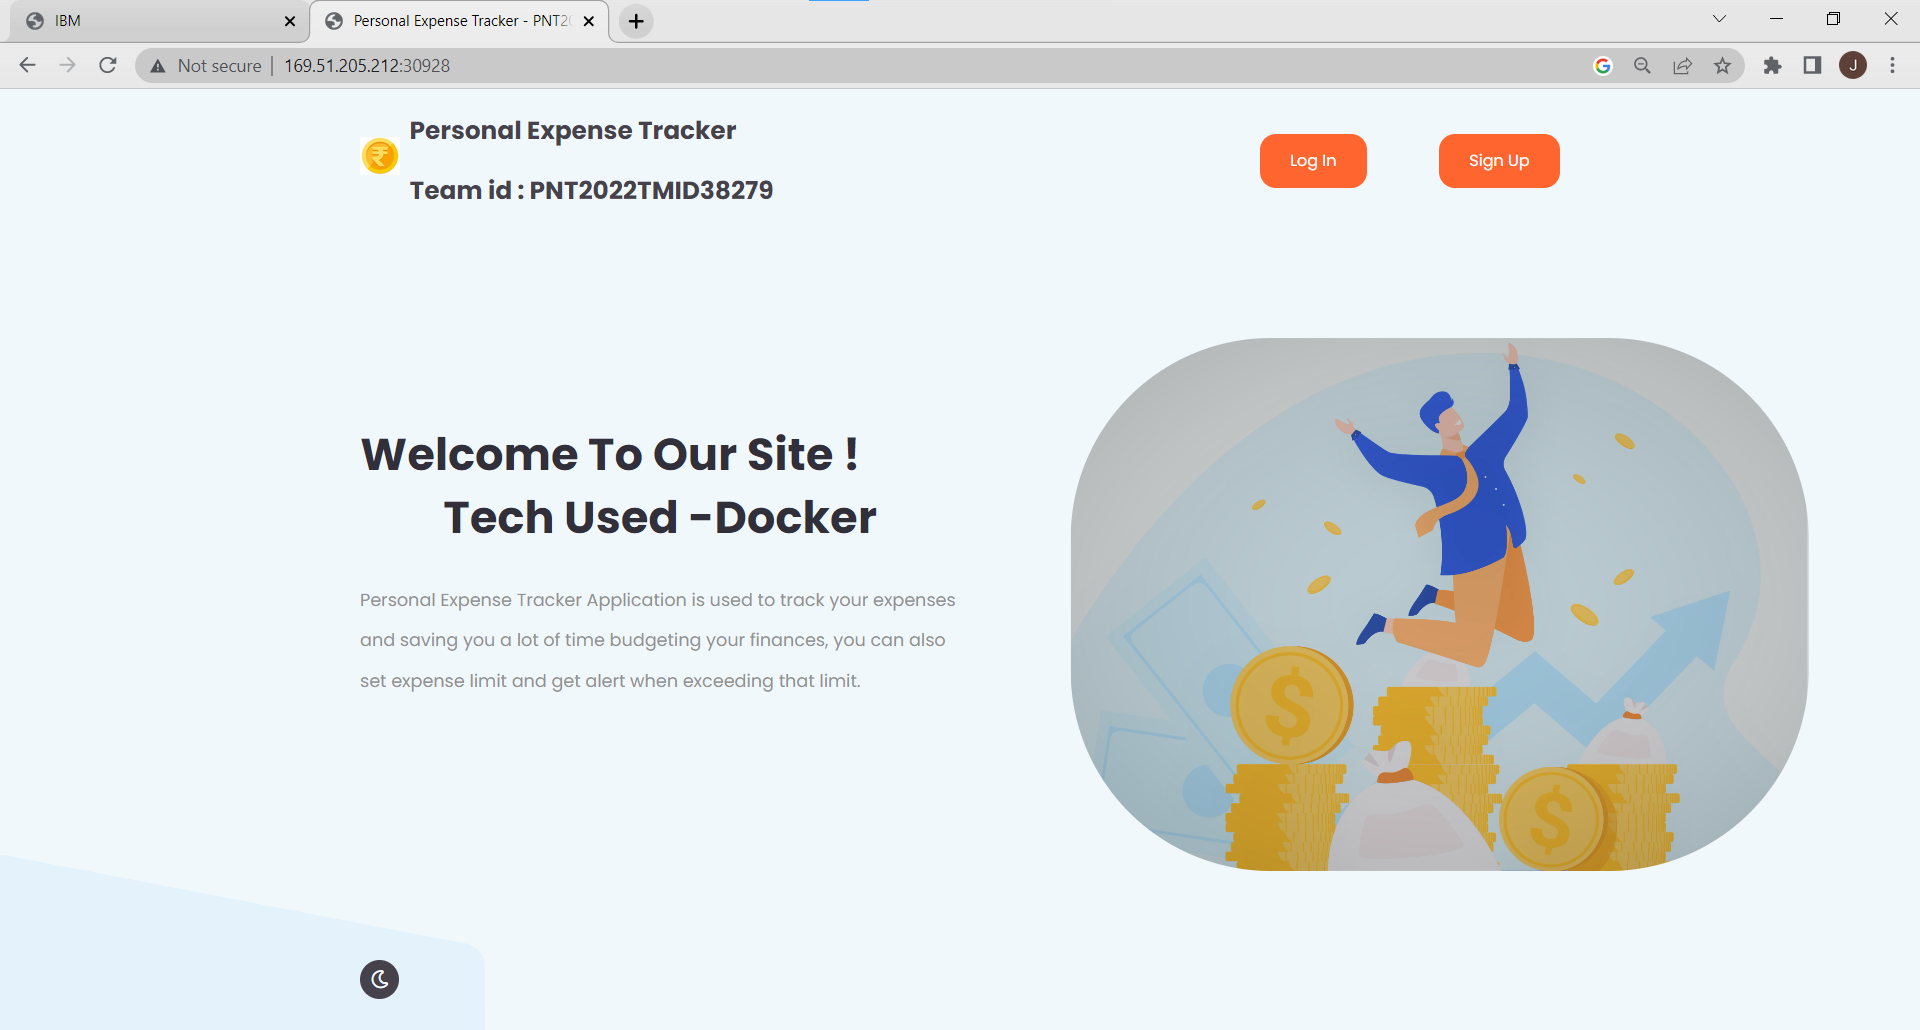 IBM
Personal Expense Tracker - PNT20
Not secure
169.51.205.212:30928
J
Personal Expense Tracker
Team id : PNT2022TMID38279
Log In
Sign Up
Welcome To Our Site !
Tech Used -Docker
Personal Expense Tracker Application is used to track your expenses
and saving you a lot of time budgeting your finances, you can also
set expense limit and get alert when exceeding that limit.
$
$